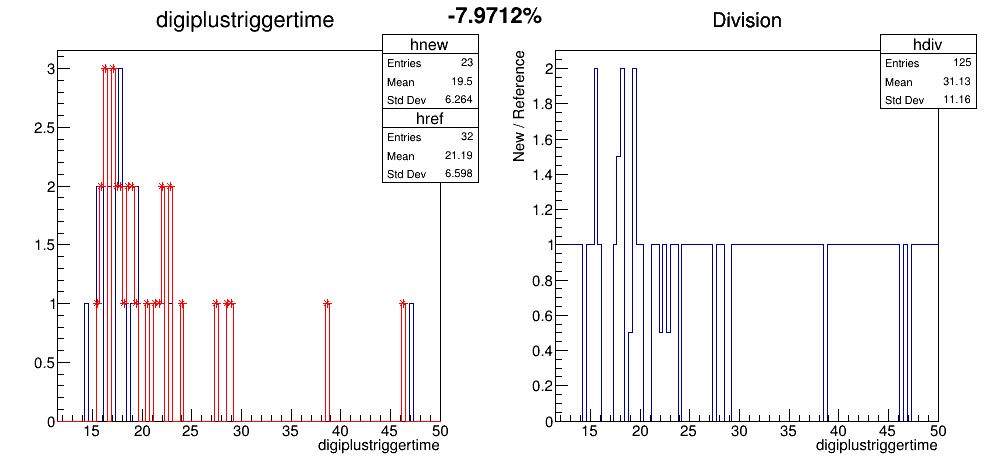 digiplustriggertime
-7.9712%
Division
hnew
Entries 23
Mean 19.5
Std Dev 6.264
href
Entries 32
Mean 21.19
Std Dev 6.598
3
2.5
2
1.5
1
0.5
0
15 20 25 30 35 40 45 50
digiplustriggertime
hdiv
Entries 125
Mean 31.13
Std Dev 11.16
New / Reference
2
1.8
1.6
1.4
1.2
1
0.8
0.6
0.4
0.2
0
15 20 25 30 35 40 45 50
digiplustriggertime